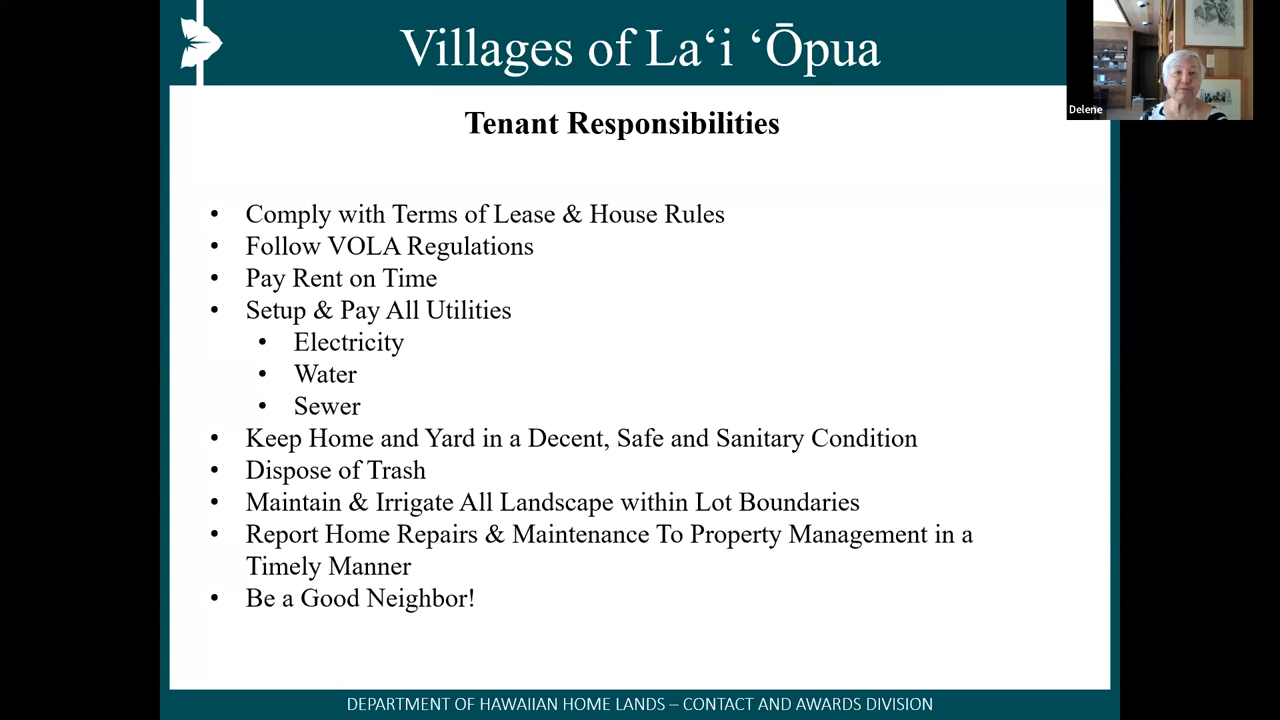 Villages of Laʻi ʻŌpua
Delene
Tenant Responsibilities
• Comply with Terms of Lease & House Rules
• Follow VOLA Regulations
• Pay Rent on Time
• Setup & Pay All Utilities
• Electricity
• Water
• Sewer
• Keep Home and Yard in a Decent, Safe and Sanitary Condition
• Dispose of Trash
• Maintain & Irrigate All Landscape within Lot Boundaries
• Report Home Repairs & Maintenance To Property Management in a
Timely Manner
• Be a Good Neighbor!
DEPARTMENT OF HAWAIIAN HOME LANDS – CONTACT AND AWARDS DIVISION